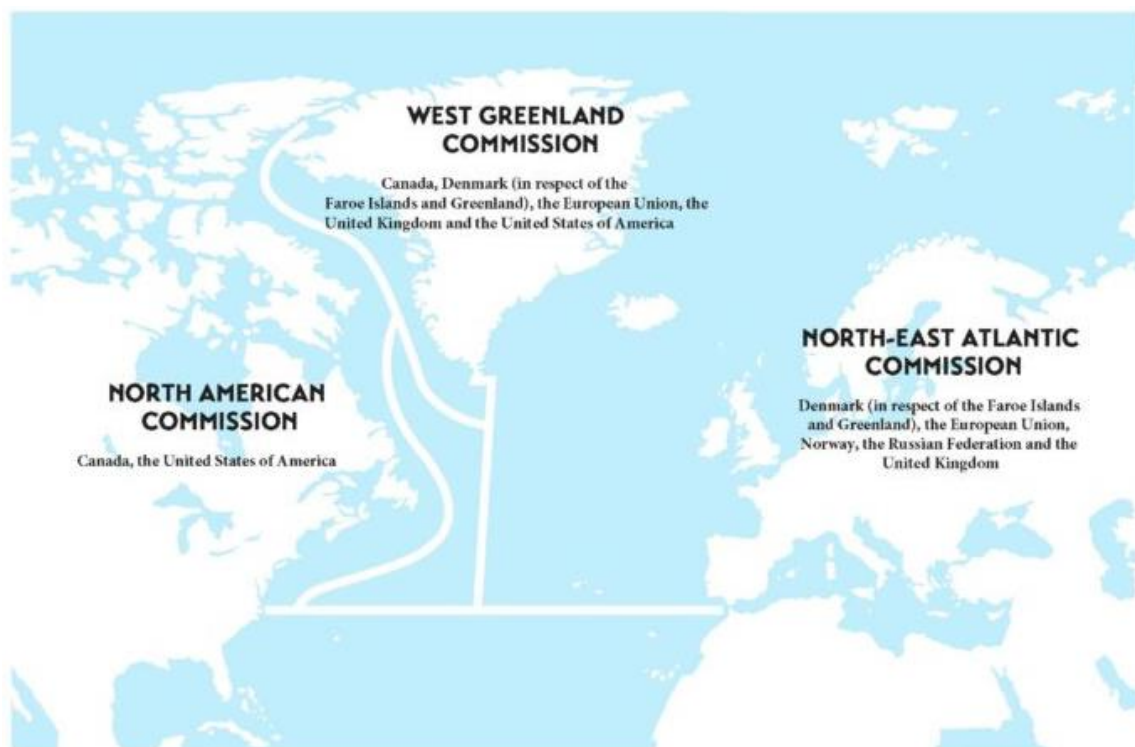 WEST GREENLAND
COMMISSION
Canada, Denmark (in respect of the
Faroe Islands and Greenland), the European Union, the
United Kingdom and the United States of America
NORTH AMERICAN
COMMISSION
Canada, the United States of America
NORTH-EAST ATLANTIC
COMMISSION
Denmark (in respect of the Faroe Islands
and Greenland), the European Union,
Norway, the Russian Federation and the
United Kingdom